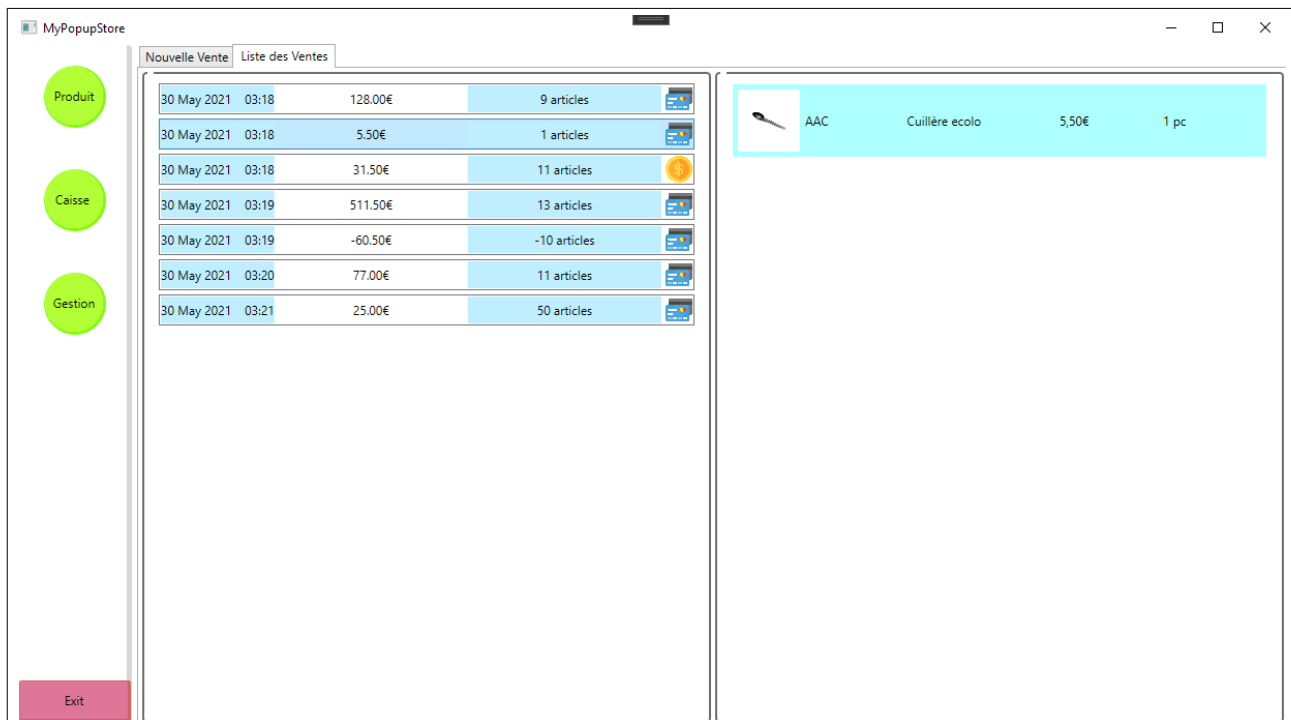 MyPopupStore
Nouvelle Vente Liste des Ventes
Produit
Caisse
Gestion
Exit
30 May 2021 03:18 128.00€ 9 articles
30 May 2021 03:18 5.50€ 1 articles
30 May 2021 03:18 31.50€ 11 articles
30 May 2021 03:19 511.50€ 13 articles
30 May 2021 03:19 -60.50€ -10 articles
30 May 2021 03:20 77.00€ 11 articles
30 May 2021 03:21 25.00€ 50 articles
AAC Cuillère ecolo 5,50€ 1 pc